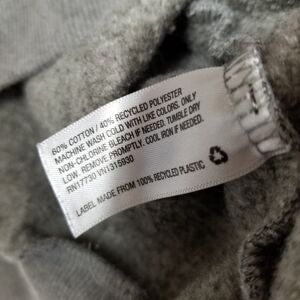 60% COTTON / 40% RECYCLED POLYESTER
MACHINE WASH COLD WITH LIKE COLORS. ONLY
NON-CHLORINE BLEACH IF NEEDED. TUMBLE DRY
LOW. REMOVE PROMPTLY. COOL IRON IF NEEDED.
RN17730 VN1315930
LABEL MADE FROM 100% RECYCLED PLASTIC